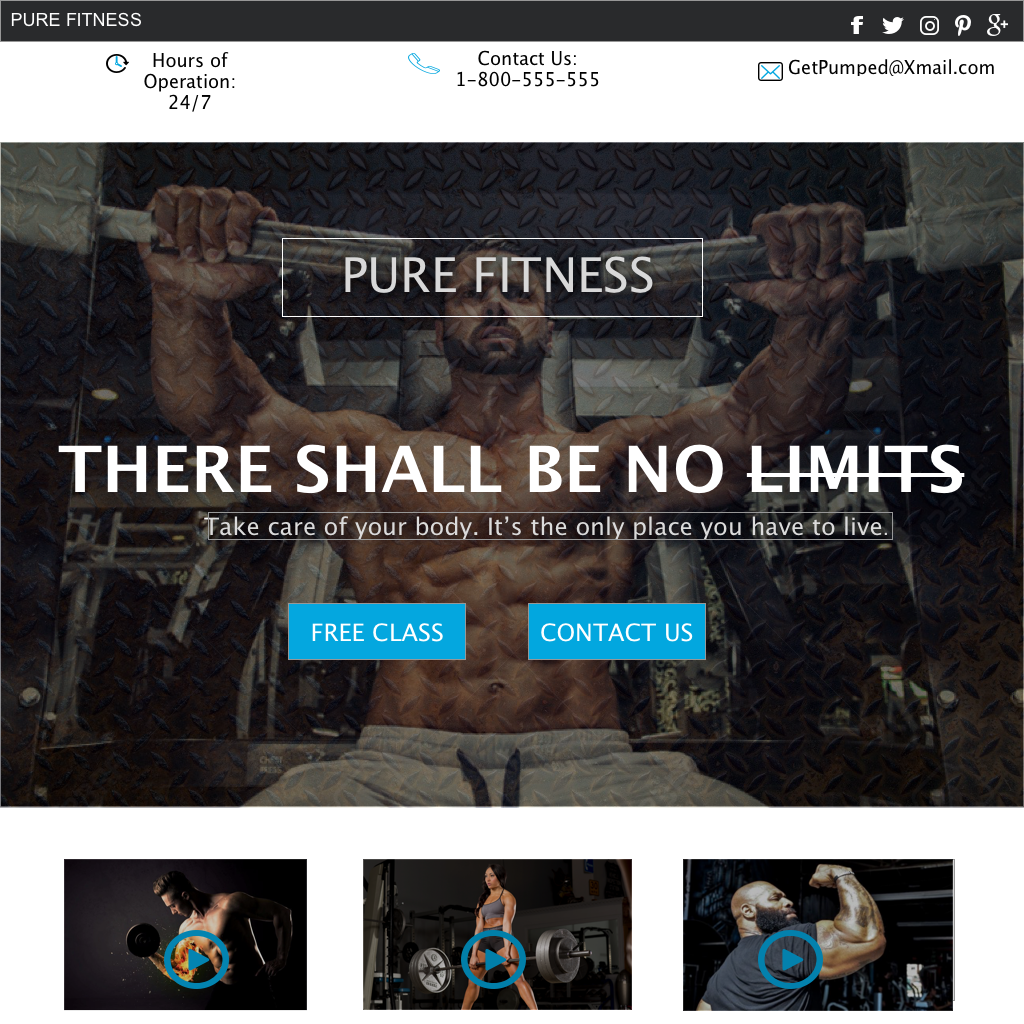 PURE FITNESS
Hours of
Operation:
24/7
Contact Us:
1-800-555-555
GetPumped@Xmail.com
PURE FITNESS
THERE SHALL BE NO LIMITS
Take care of your body. It’s the only place you have to live.
FREE CLASS
CONTACT US
CHEST
PRESS